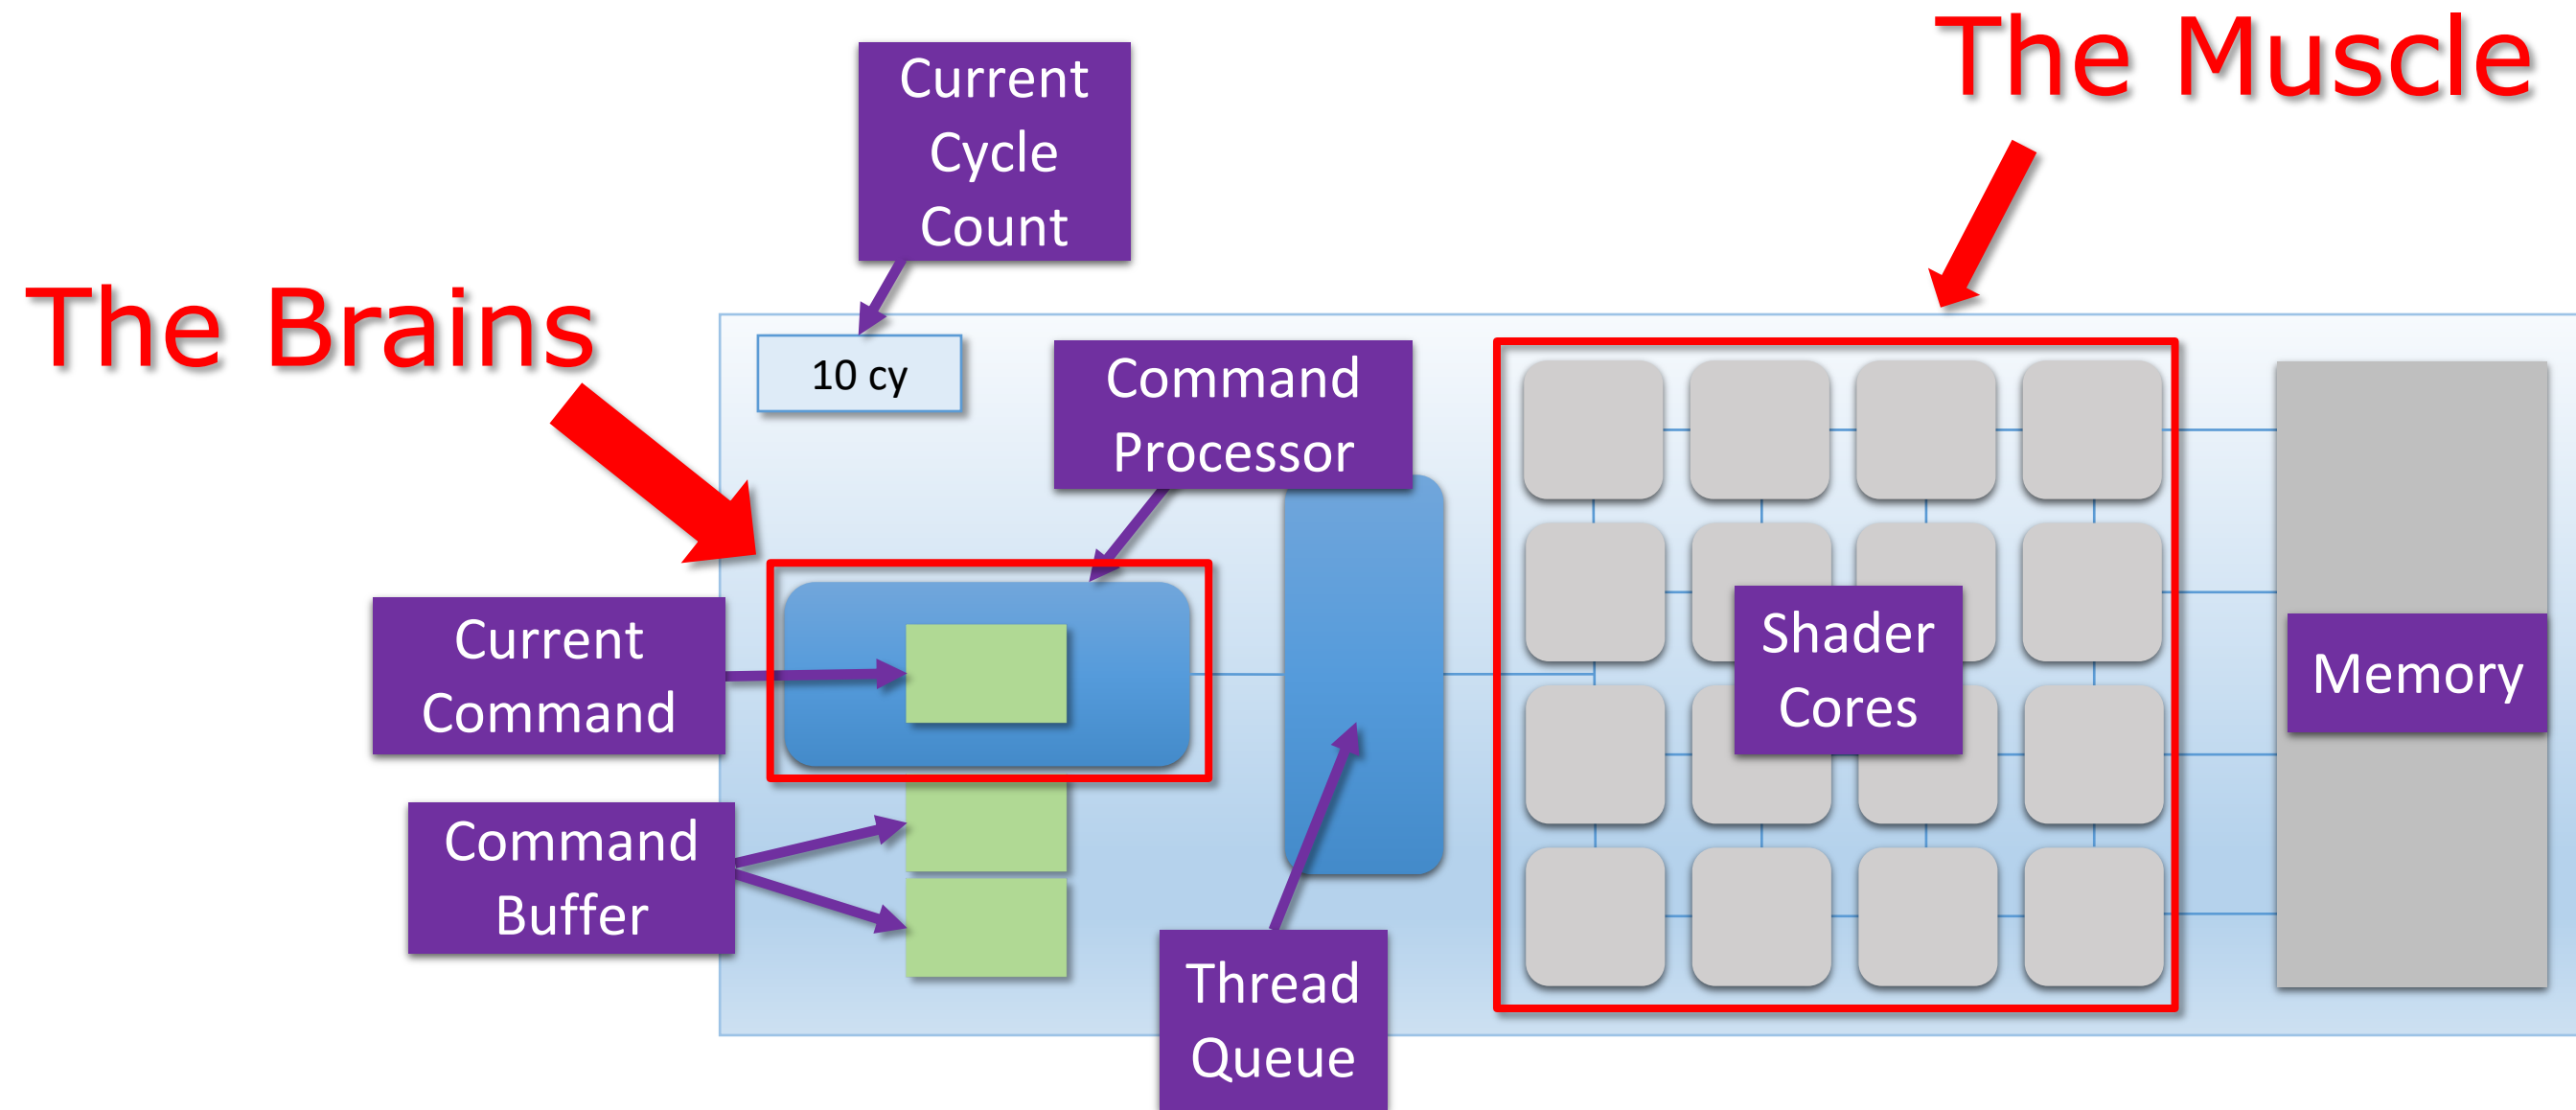 The Muscle
Current
Cycle
Count
The Brains
10 cy
Command
Processor
Current
Command
Shader
Cores
Memory
Command
Buffer
Thread
Queue